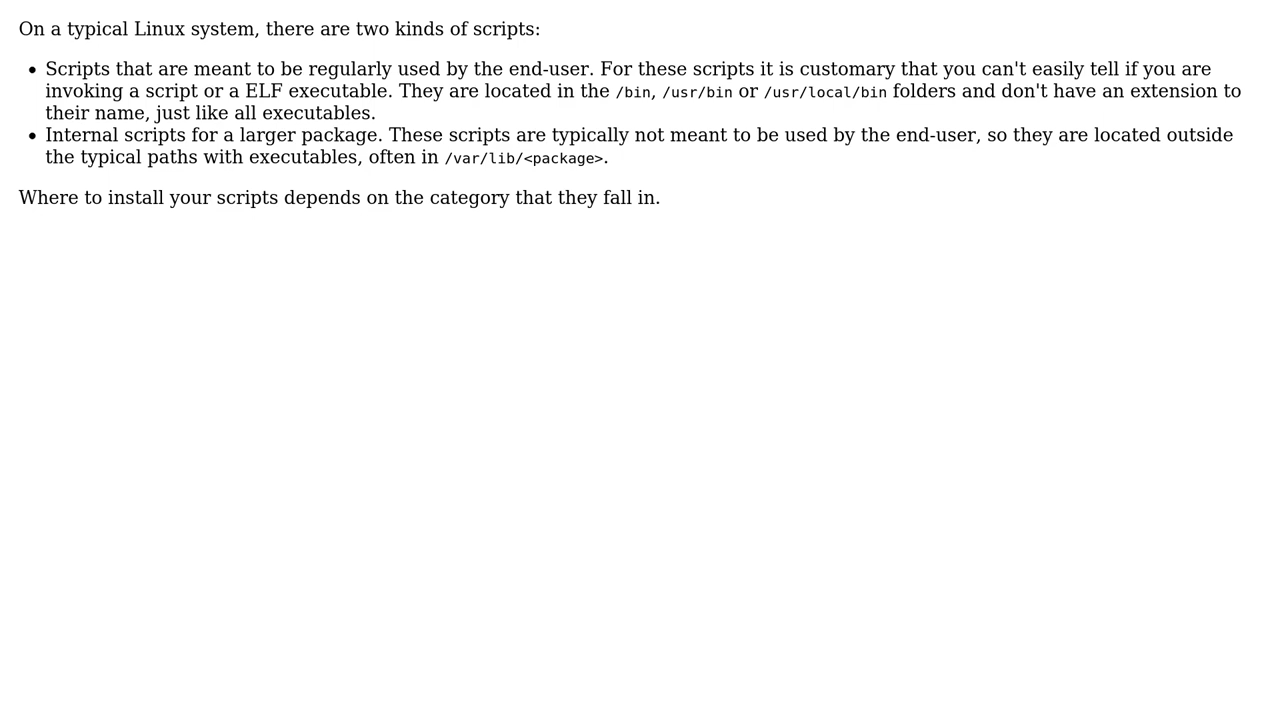 On a typical Linux system, there are two kinds of scripts:
• Scripts that are meant to be regularly used by the end-user. For these scripts it is customary that you can't easily tell if you are
invoking a script or a ELF executable. They are located in the /bin, /usr/bin or /usr/local/bin folders and don't have an extension to
their name, just like all executables.
• Internal scripts for a larger package. These scripts are typically not meant to be used by the end-user, so they are located outside
the typical paths with executables, often in /var/lib/<package>.
Where to install your scripts depends on the category that they fall in.